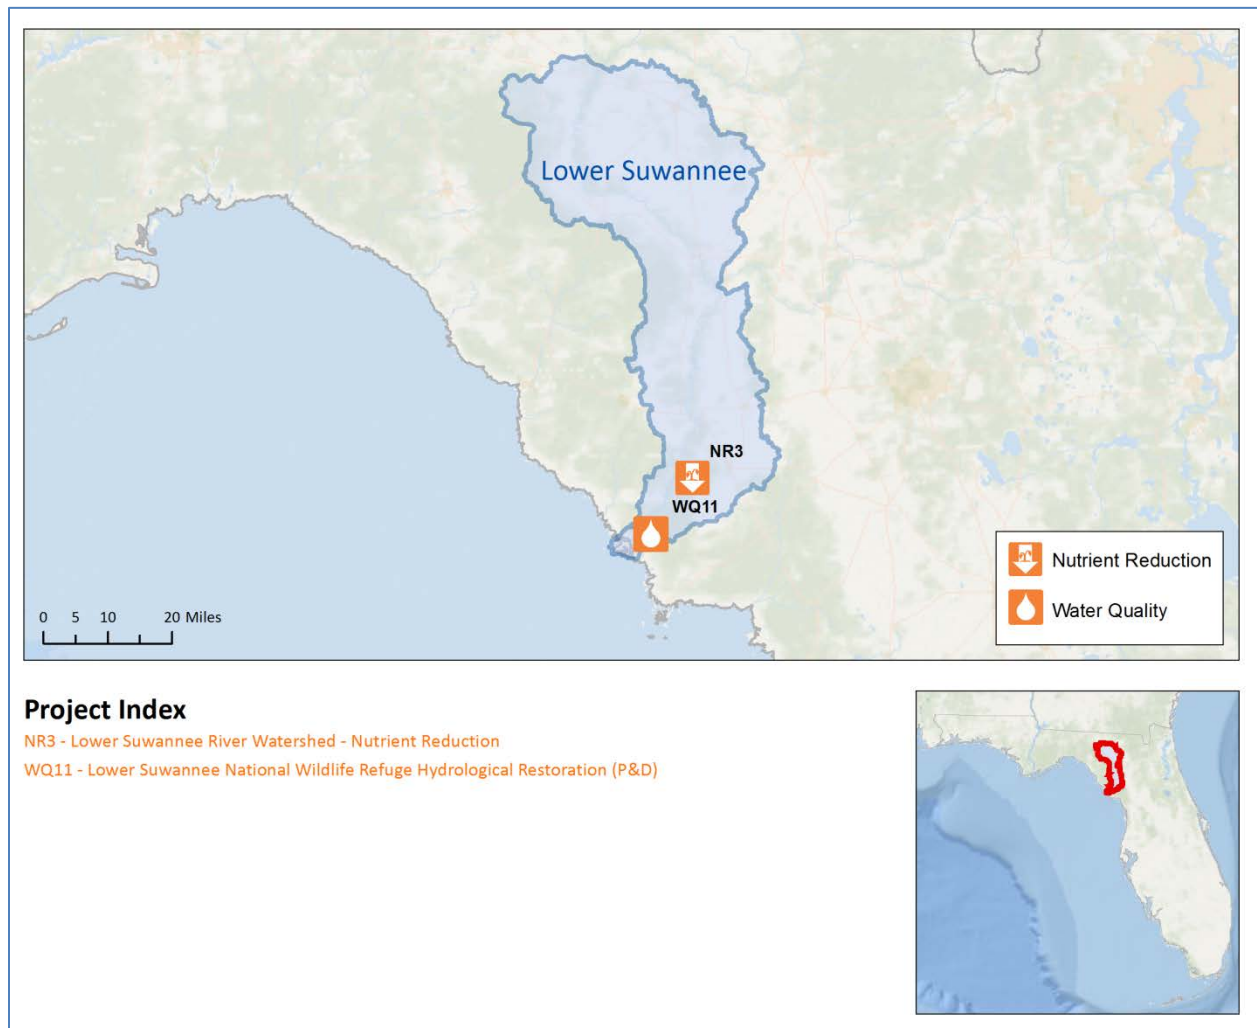 Lower Suwannee
NR3
WQ11
Nutrient Reduction
Water Quality
0 5 10 20 Miles
Project Index
NR3 - Lower Suwannee River Watershed - Nutrient Reduction
WQ11 - Lower Suwannee National Wildlife Refuge Hydrological Restoration (P&D)